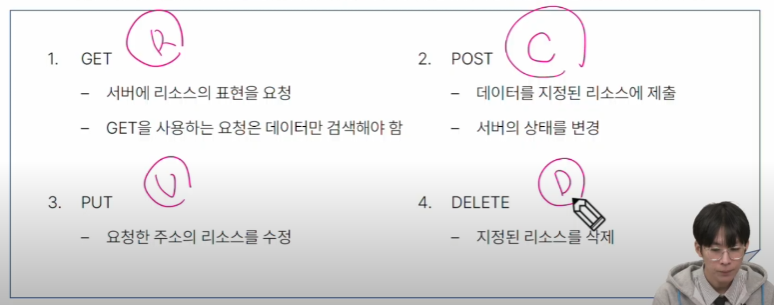 1. GET R
– 서버에 리소스의 표현을 요청
– GET을 사용하는 요청은 데이터만 검색해야 함
2. POST C
– 데이터를 지정된 리소스에 제출
– 서버의 상태를 변경
3. PUT U
– 요청한 주소의 리소스를 수정
4. DELETE D
– 지정된 리소스를 삭제